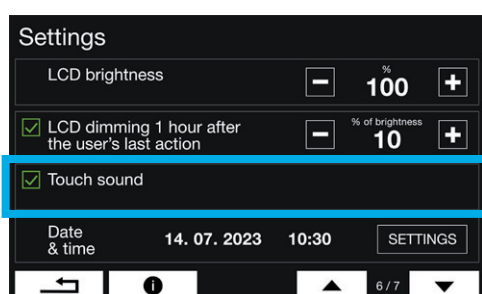 Settings
LCD brightness
%
− 100 +
LCD dimming 1 hour after
the user's last action
% of brightness
− 10 +
Touch sound
Date
& time
14. 07. 2023 10:30 SETTINGS
6 / 7